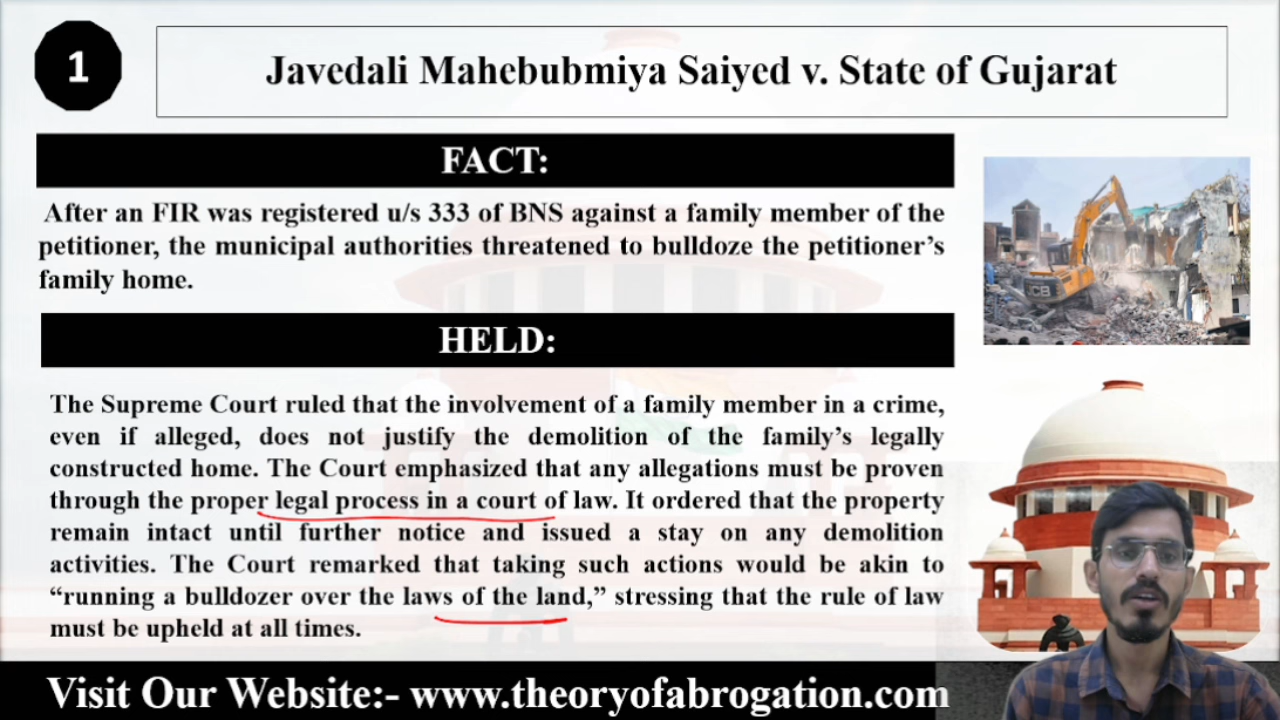 1
Javedali Mahebubmiya Saiyed v. State of Gujarat
FACT:
After an FIR was registered u/s 333 of BNS against a family member of the
petitioner, the municipal authorities threatened to bulldoze the petitioner’s
family home.
JCB
HELD:
The Supreme Court ruled that the involvement of a family member in a crime,
even if alleged, does not justify the demolition of the family’s legally
constructed home. The Court emphasized that any allegations must be proven
through the proper legal process in a court of law. It ordered that the property
remain intact until further notice and issued a stay on any demolition
activities. The Court remarked that taking such actions would be akin to
“running a bulldozer over the laws of the land,” stressing that the rule of law
must be upheld at all times.
Visit Our Website:- www.theoryofabrogation.com